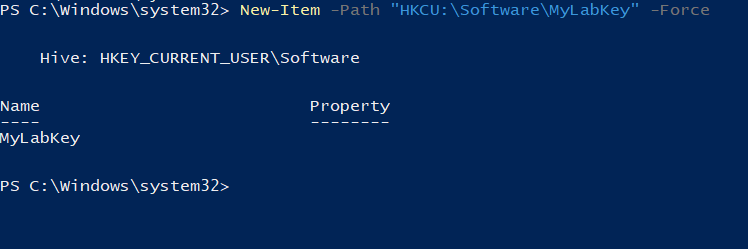 PS C:\Windows\system32> New-Item -Path "HKCU:\Software\MyLabKey" -Force
Hive: HKEY_CURRENT_USER\Software
Name Property
---- --------
MyLabKey
PS C:\Windows\system32>